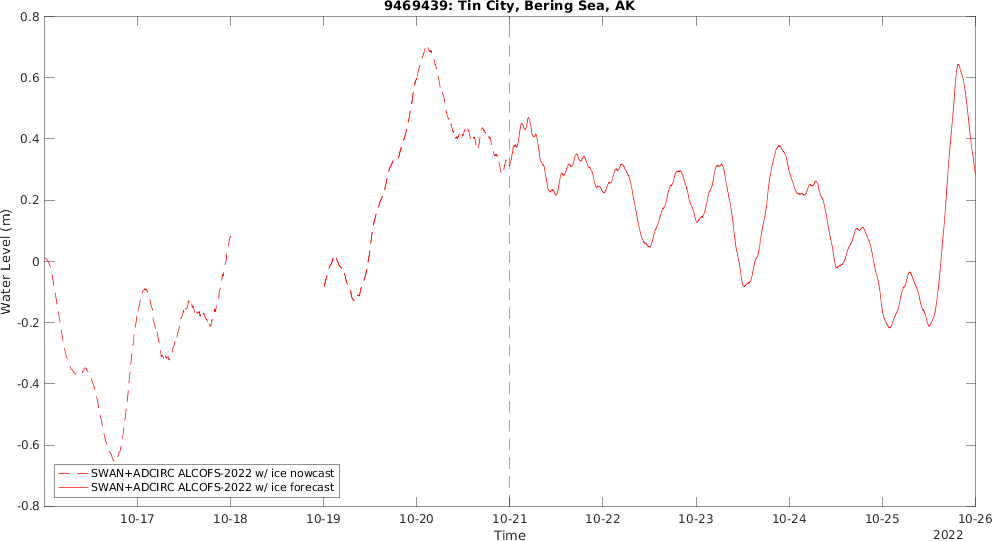 9469439: Tin City, Bering Sea, AK
Water Level (m)
0.8
0.6
0.4
0.2
0
-0.2
-0.4
-0.6
-0.8
SWAN+ADCIRC ALCOFS-2022 w/ ice nowcast
SWAN+ADCIRC ALCOFS-2022 w/ ice forecast
10-17 10-18 10-19 10-20 10-21 10-22 10-23 10-24 10-25 10-26
Time
2022